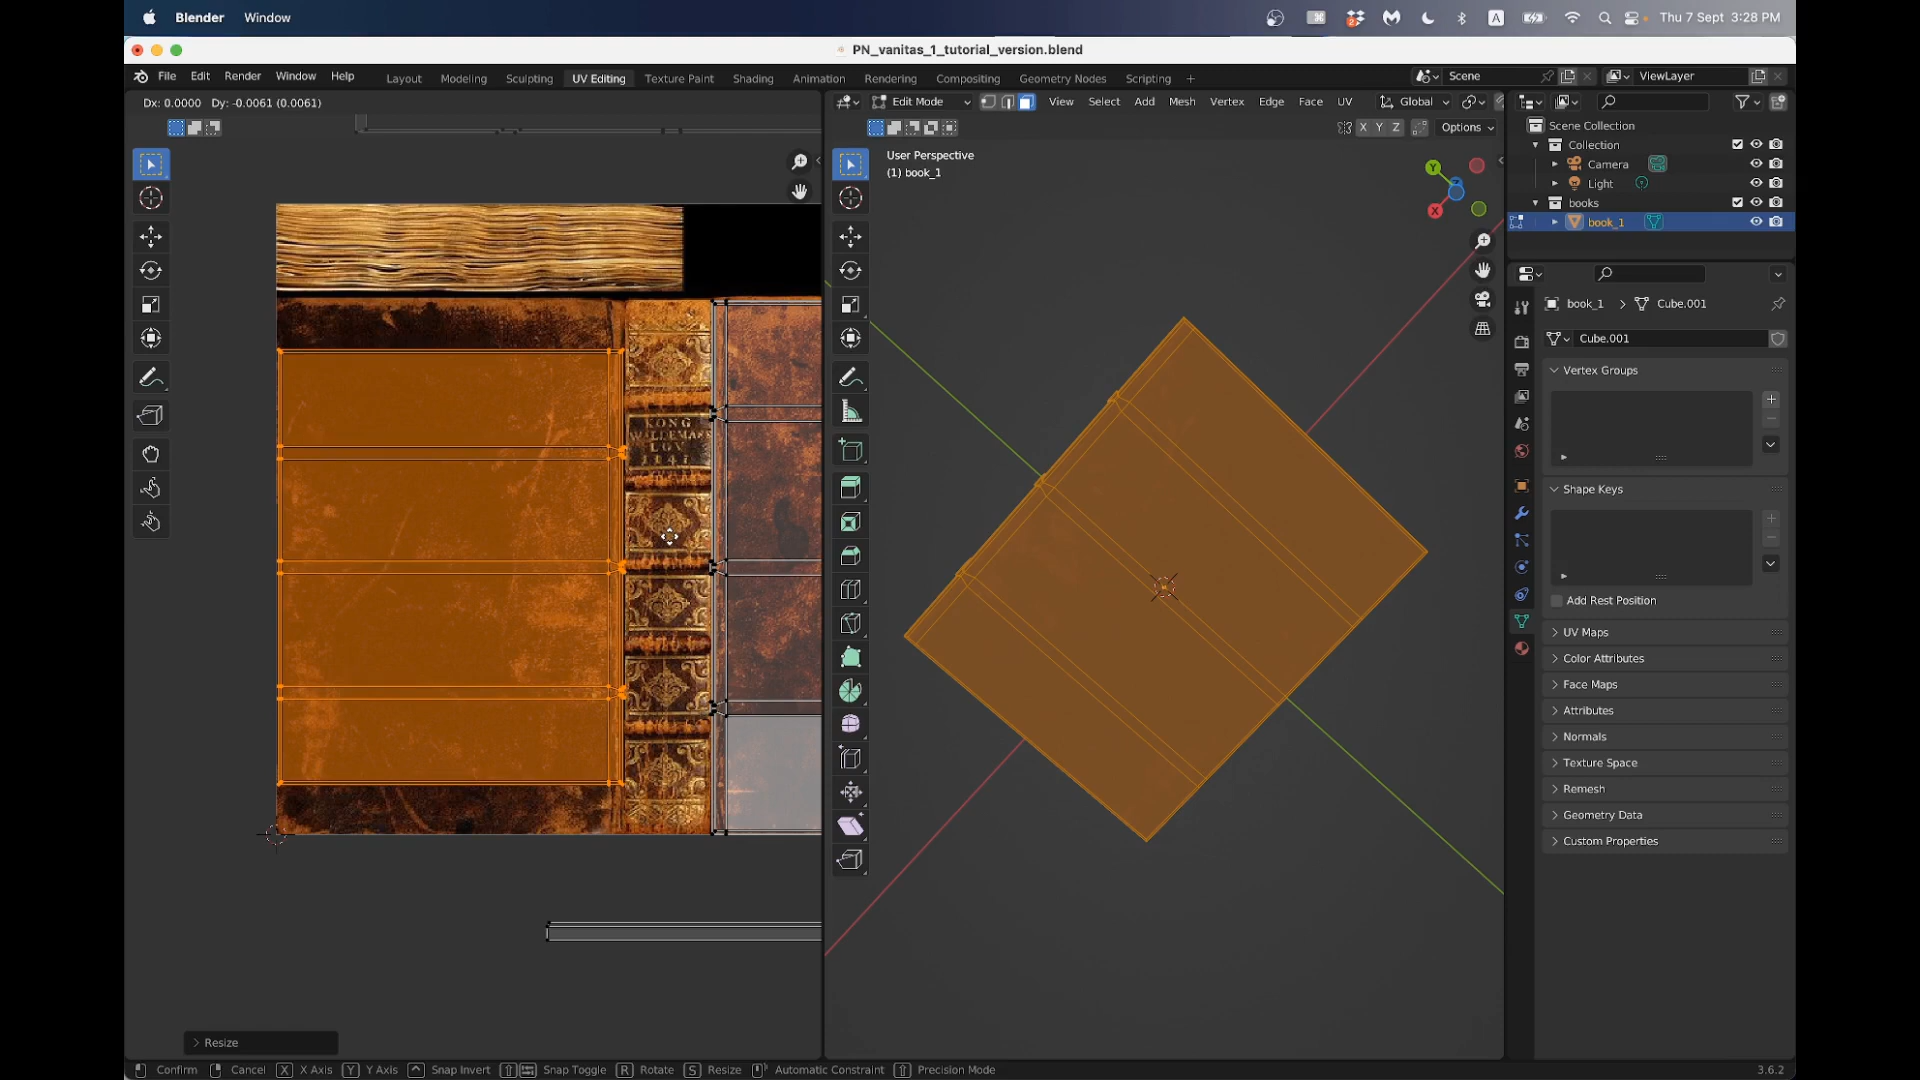 Blender Window
A Thu 7 Sept 3:28 PM
PN_vanitas_1_tutorial_version.blend
File Edit Render Window Help Layout Modeling Sculpting UV Editing Texture Paint Shading Animation Rendering Compositing Geometry Nodes Scripting + Scene ViewLayer
Dx: 0.0000 Dy: -0.0061 (0.0061)
Edit Mode View Select Add Mesh Vertex Edge Face UV Global
X Y Z Options
User Perspective
(1) book_1
Y
Z
X
Scene Collection
Collection
Camera
Light
books
book_1
book_1 > Cube.001
Cube.001
Vertex Groups
Shape Keys
Add Rest Position
UV Maps
Color Attributes
Face Maps
Attributes
Normals
Texture Space
Remesh
Geometry Data
Custom Properties
KONG
Resize
Confirm Cancel X X Axis Y Y Axis Snap Invert Snap Toggle R Rotate S Resize Automatic Constraint Precision Mode 3.6.2